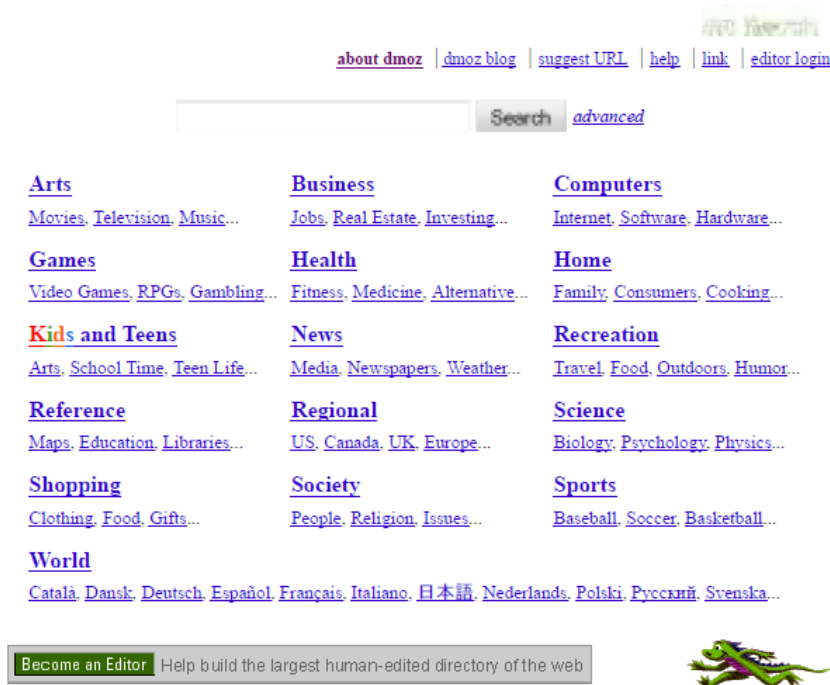 about dmoz | dmoz blog | suggest URL | help | link | editor login
Search advanced
Arts Business Computers
Movies, Television, Music... Jobs, Real Estate, Investing... Internet, Software, Hardware...
Games Health Home
Video Games, RPGs, Gambling... Fitness, Medicine, Alternative... Family, Consumers, Cooking...
Kids and Teens News Recreation
Arts, School Time, Teen Life... Media, Newspapers, Weather... Travel, Food, Outdoors, Humor...
Reference Regional Science
Maps, Education, Libraries... US, Canada, UK, Europe... Biology, Psychology, Physics...
Shopping Society Sports
Clothing, Food, Gifts... People, Religion, Issues... Baseball, Soccer, Basketball...
World
Català, Dansk, Deutsch, Español, Français, Italiano, 日本語, Nederlands, Polski, Русский, Svenska...
Become an Editor Help build the largest human-edited directory of the web